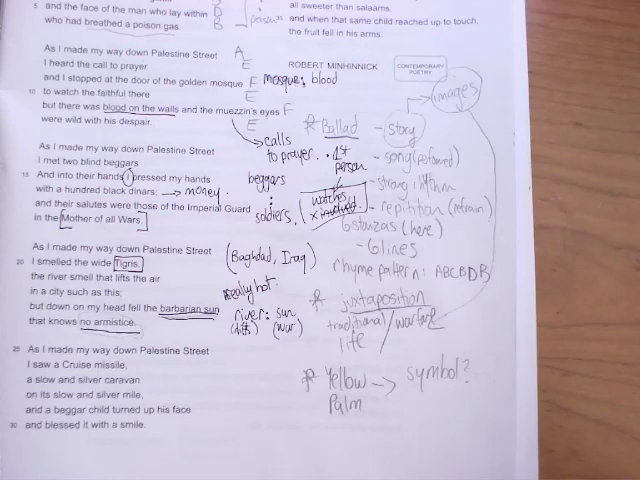 5 and the face of the man who lay within D
who had breathed a poison gas. B
poison
all sweeter than salaams.
35 and when that same child reached up to touch,
the fruit fell in his arms.
As I made my way down Palestine Street A
I heard the call to prayer E
and I stopped at the door of the golden mosque F mosque; blood
10 to watch the faithful there E
but there was blood on the walls and the muezzin's eyes F
were wild with his despair. E
ROBERT MINHINNICK
CONTEMPORARY
POETRY
images
calls
to prayer.
As I made my way down Palestine Street
I met two blind beggars
15 And into their hands I pressed my hands
with a hundred black dinars; → money.
and their salutes were those of the Imperial Guard
in the Mother of all Wars.
beggars
soldiers.
1st
person
watches
x involved
* Ballad - story
- song
- strong rhythm
- repitition (refrain)
6 stanzas (here)
- 6 lines
rhyme pattern: ABCBDB
As I made my way down Palestine Street
20 I smelled the wide Tigris,
the river smell that lifts the air
in a city such as this;
but down on my head fell the barbarian sun
that knows no armistice.
(Baghdad, Iraq)
really hot.
river: sun
(war)
* juxtaposition
traditional / warfare
life
25 As I made my way down Palestine Street
I saw a Cruise missile,
a slow and silver caravan
on its slow and silver mile,
and a beggar child turned up his face
30 and blessed it with a smile.
* Yellow → symbol?
Palm